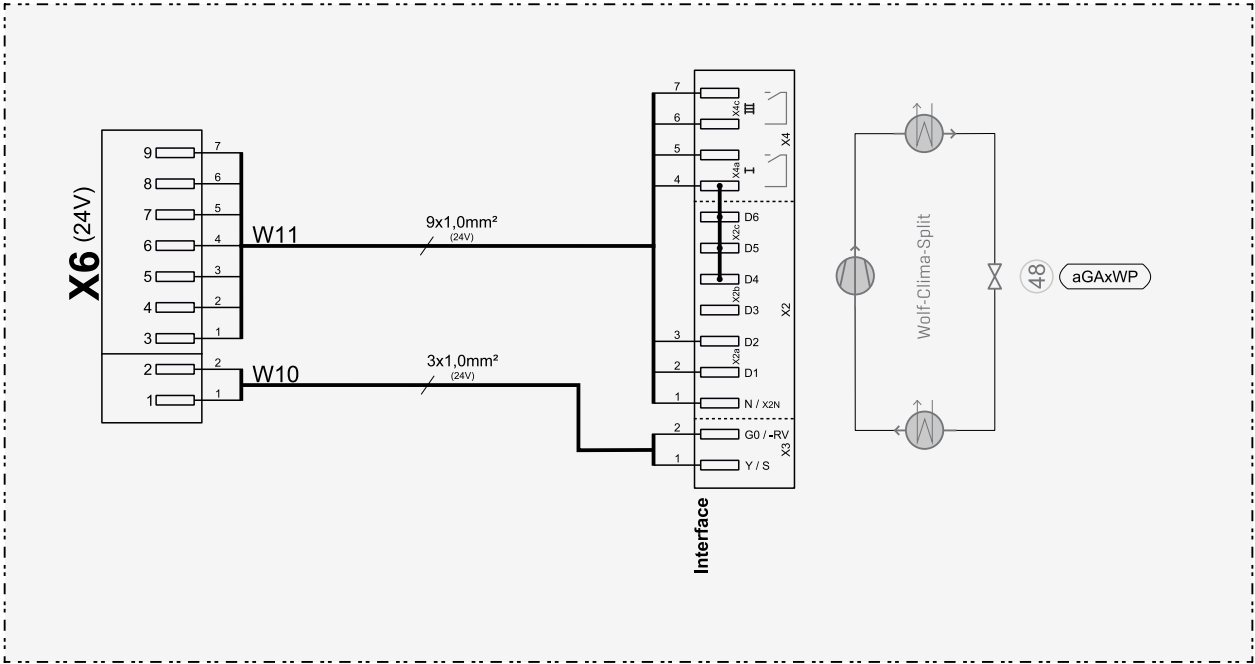 X6 (24V)
9 7
8 6
7 5
6 4
5 3
4 2
3 1
2 2
1 1
W11
9x1,0mm²
(24V)
W10
3x1,0mm²
(24V)
7
6
X4c
III
5
4
X4a
I
X4
D6
X2c
D5
D4
X2b
D3
X2
3 D2
X2a
2 D1
1 N / X2N
2 G0 / -RV
X3
1 Y / S
Interface
Wolf-Clima-Split
48
aGAxWP